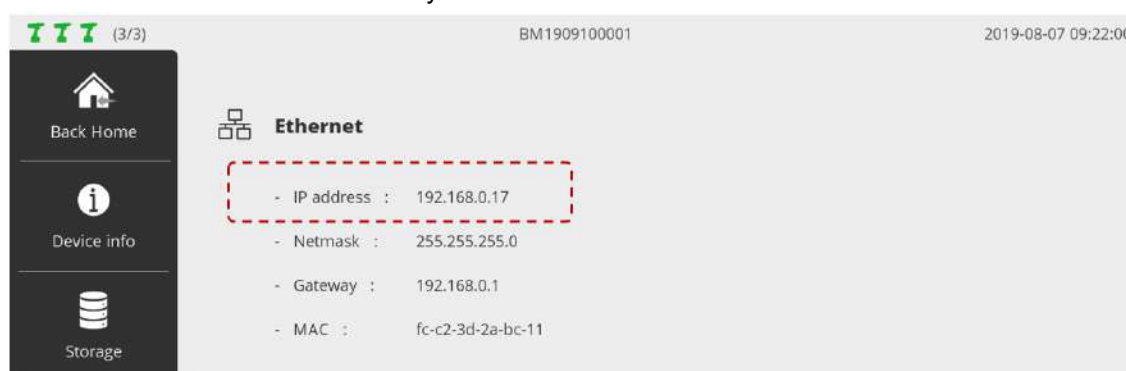 (3/3) BM1909100001 2019-08-07 09:22:00
Back Home
Ethernet
- IP address : 192.168.0.17
Device info
- Netmask : 255.255.255.0
- Gateway : 192.168.0.1
- MAC : fc-c2-3d-2a-bc-11
Storage